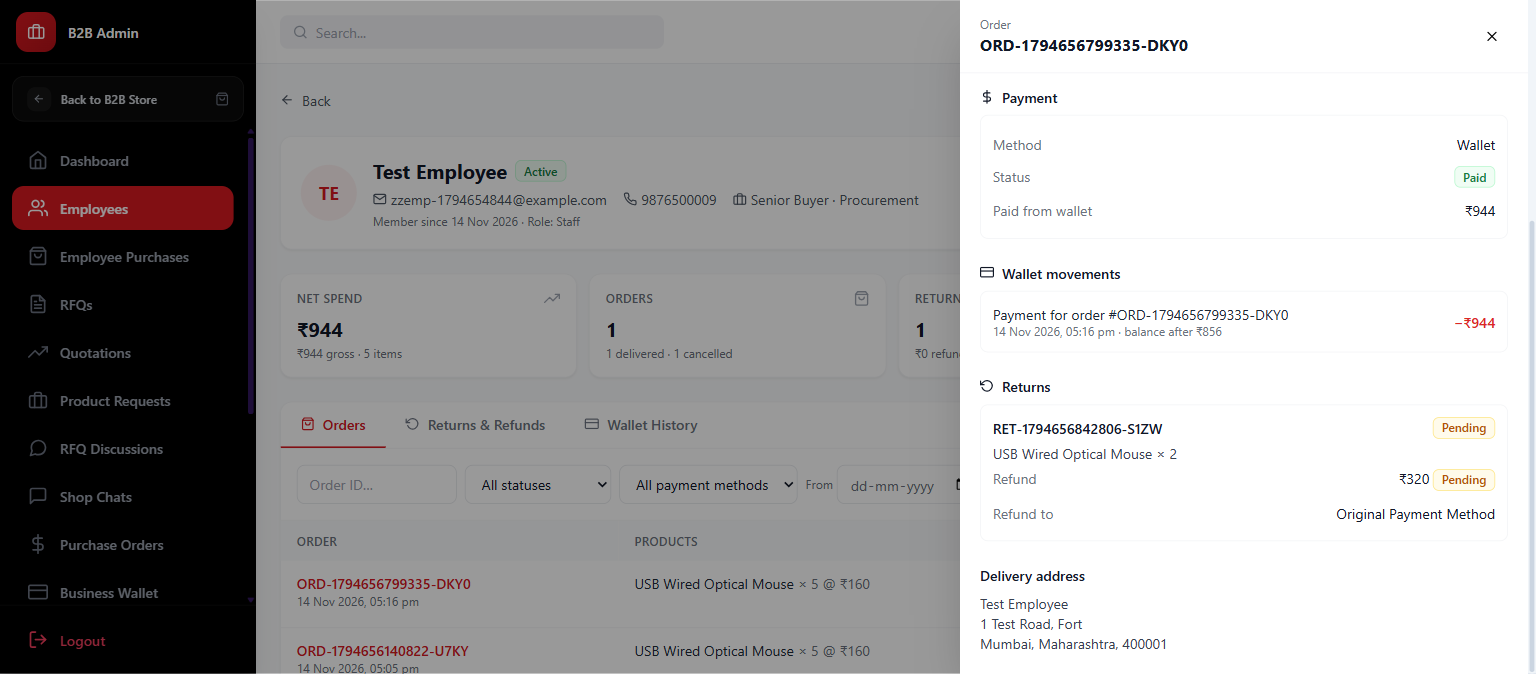 B2B Admin
Back to B2B Store
Dashboard
Employees
Employee Purchases
RFQs
Quotations
Product Requests
RFQ Discussions
Shop Chats
Purchase Orders
Business Wallet
Logout
Search...
Back
TE
Test Employee Active
zzemp-1794654844@example.com 9876500009 Senior Buyer · Procurement
Member since 14 Nov 2026 · Role: Staff
NET SPEND
₹944
₹944 gross · 5 items
ORDERS
1
1 delivered · 1 cancelled
RETURN
1
₹0 refun
Orders Returns & Refunds Wallet History
Order ID... All statuses All payment methods From dd-mm-yyyy
ORDER PRODUCTS
ORD-1794656799335-DKY0 USB Wired Optical Mouse × 5 @ ₹160
14 Nov 2026, 05:16 pm
ORD-1794656140822-U7KY USB Wired Optical Mouse × 5 @ ₹160
14 Nov 2026, 05:05 pm
Order
ORD-1794656799335-DKY0
Payment
Method Wallet
Status Paid
Paid from wallet ₹944
Wallet movements
Payment for order #ORD-1794656799335-DKY0
14 Nov 2026, 05:16 pm · balance after ₹856
−₹944
Returns
RET-1794656842806-S1ZW Pending
USB Wired Optical Mouse × 2
Refund ₹320 Pending
Refund to Original Payment Method
Delivery address
Test Employee
1 Test Road, Fort
Mumbai, Maharashtra, 400001